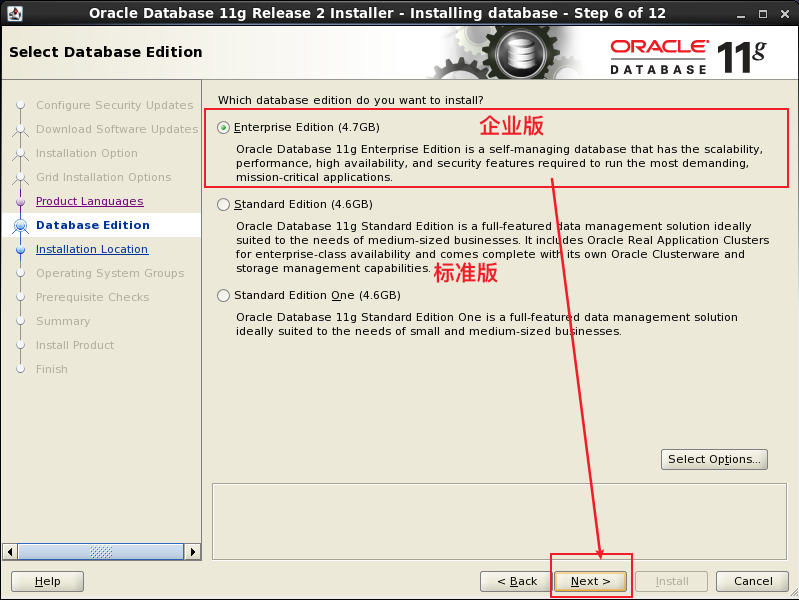 Oracle Database 11g Release 2 Installer - Installing database - Step 6 of 12
Select Database Edition
ORACLE
DATABASE
11g
Configure Security Updates
Download Software Updates
Installation Option
Grid Installation Options
Product Languages
Database Edition
Installation Location
Operating System Groups
Prerequisite Checks
Summary
Install Product
Finish
Which database edition do you want to install?
Enterprise Edition (4.7GB)
企业版
Oracle Database 11g Enterprise Edition is a self-managing database that has the scalability,
performance, high availability, and security features required to run the most demanding,
mission-critical applications.
Standard Edition (4.6GB)
Oracle Database 11g Standard Edition is a full-featured data management solution ideally
suited to the needs of medium-sized businesses. It includes Oracle Real Application Clusters
for enterprise-class availability and comes complete with its own Oracle Clusterware and
storage management capabilities.
标准版
Standard Edition One (4.6GB)
Oracle Database 11g Standard Edition One is a full-featured data management solution
ideally suited to the needs of small and medium-sized businesses.
Select Options...
Help
< Back
Next >
Install
Cancel